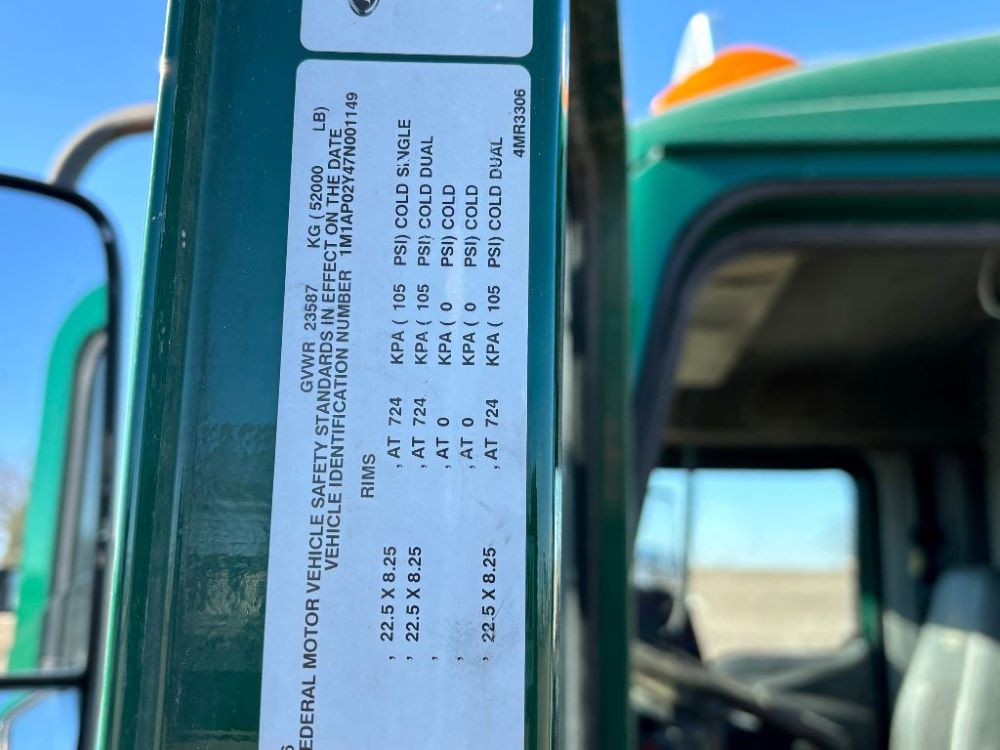 GVWR 23587 KG ( 52000 LB)
EDERAL MOTOR VEHICLE SAFETY STANDARDS IN EFFECT ON THE DATE
VEHICLE IDENTIFICATION NUMBER 1M1AP02Y47N001149
RIMS
, 22.5 X 8.25 , AT 724 KPA ( 105 PSI) COLD SINGLE
, 22.5 X 8.25 , AT 724 KPA ( 105 PSI) COLD DUAL
, , AT 0 KPA ( 0 PSI) COLD
, , AT 0 KPA ( 0 PSI) COLD
, 22.5 X 8.25 , AT 724 KPA ( 105 PSI) COLD DUAL
4MR3306